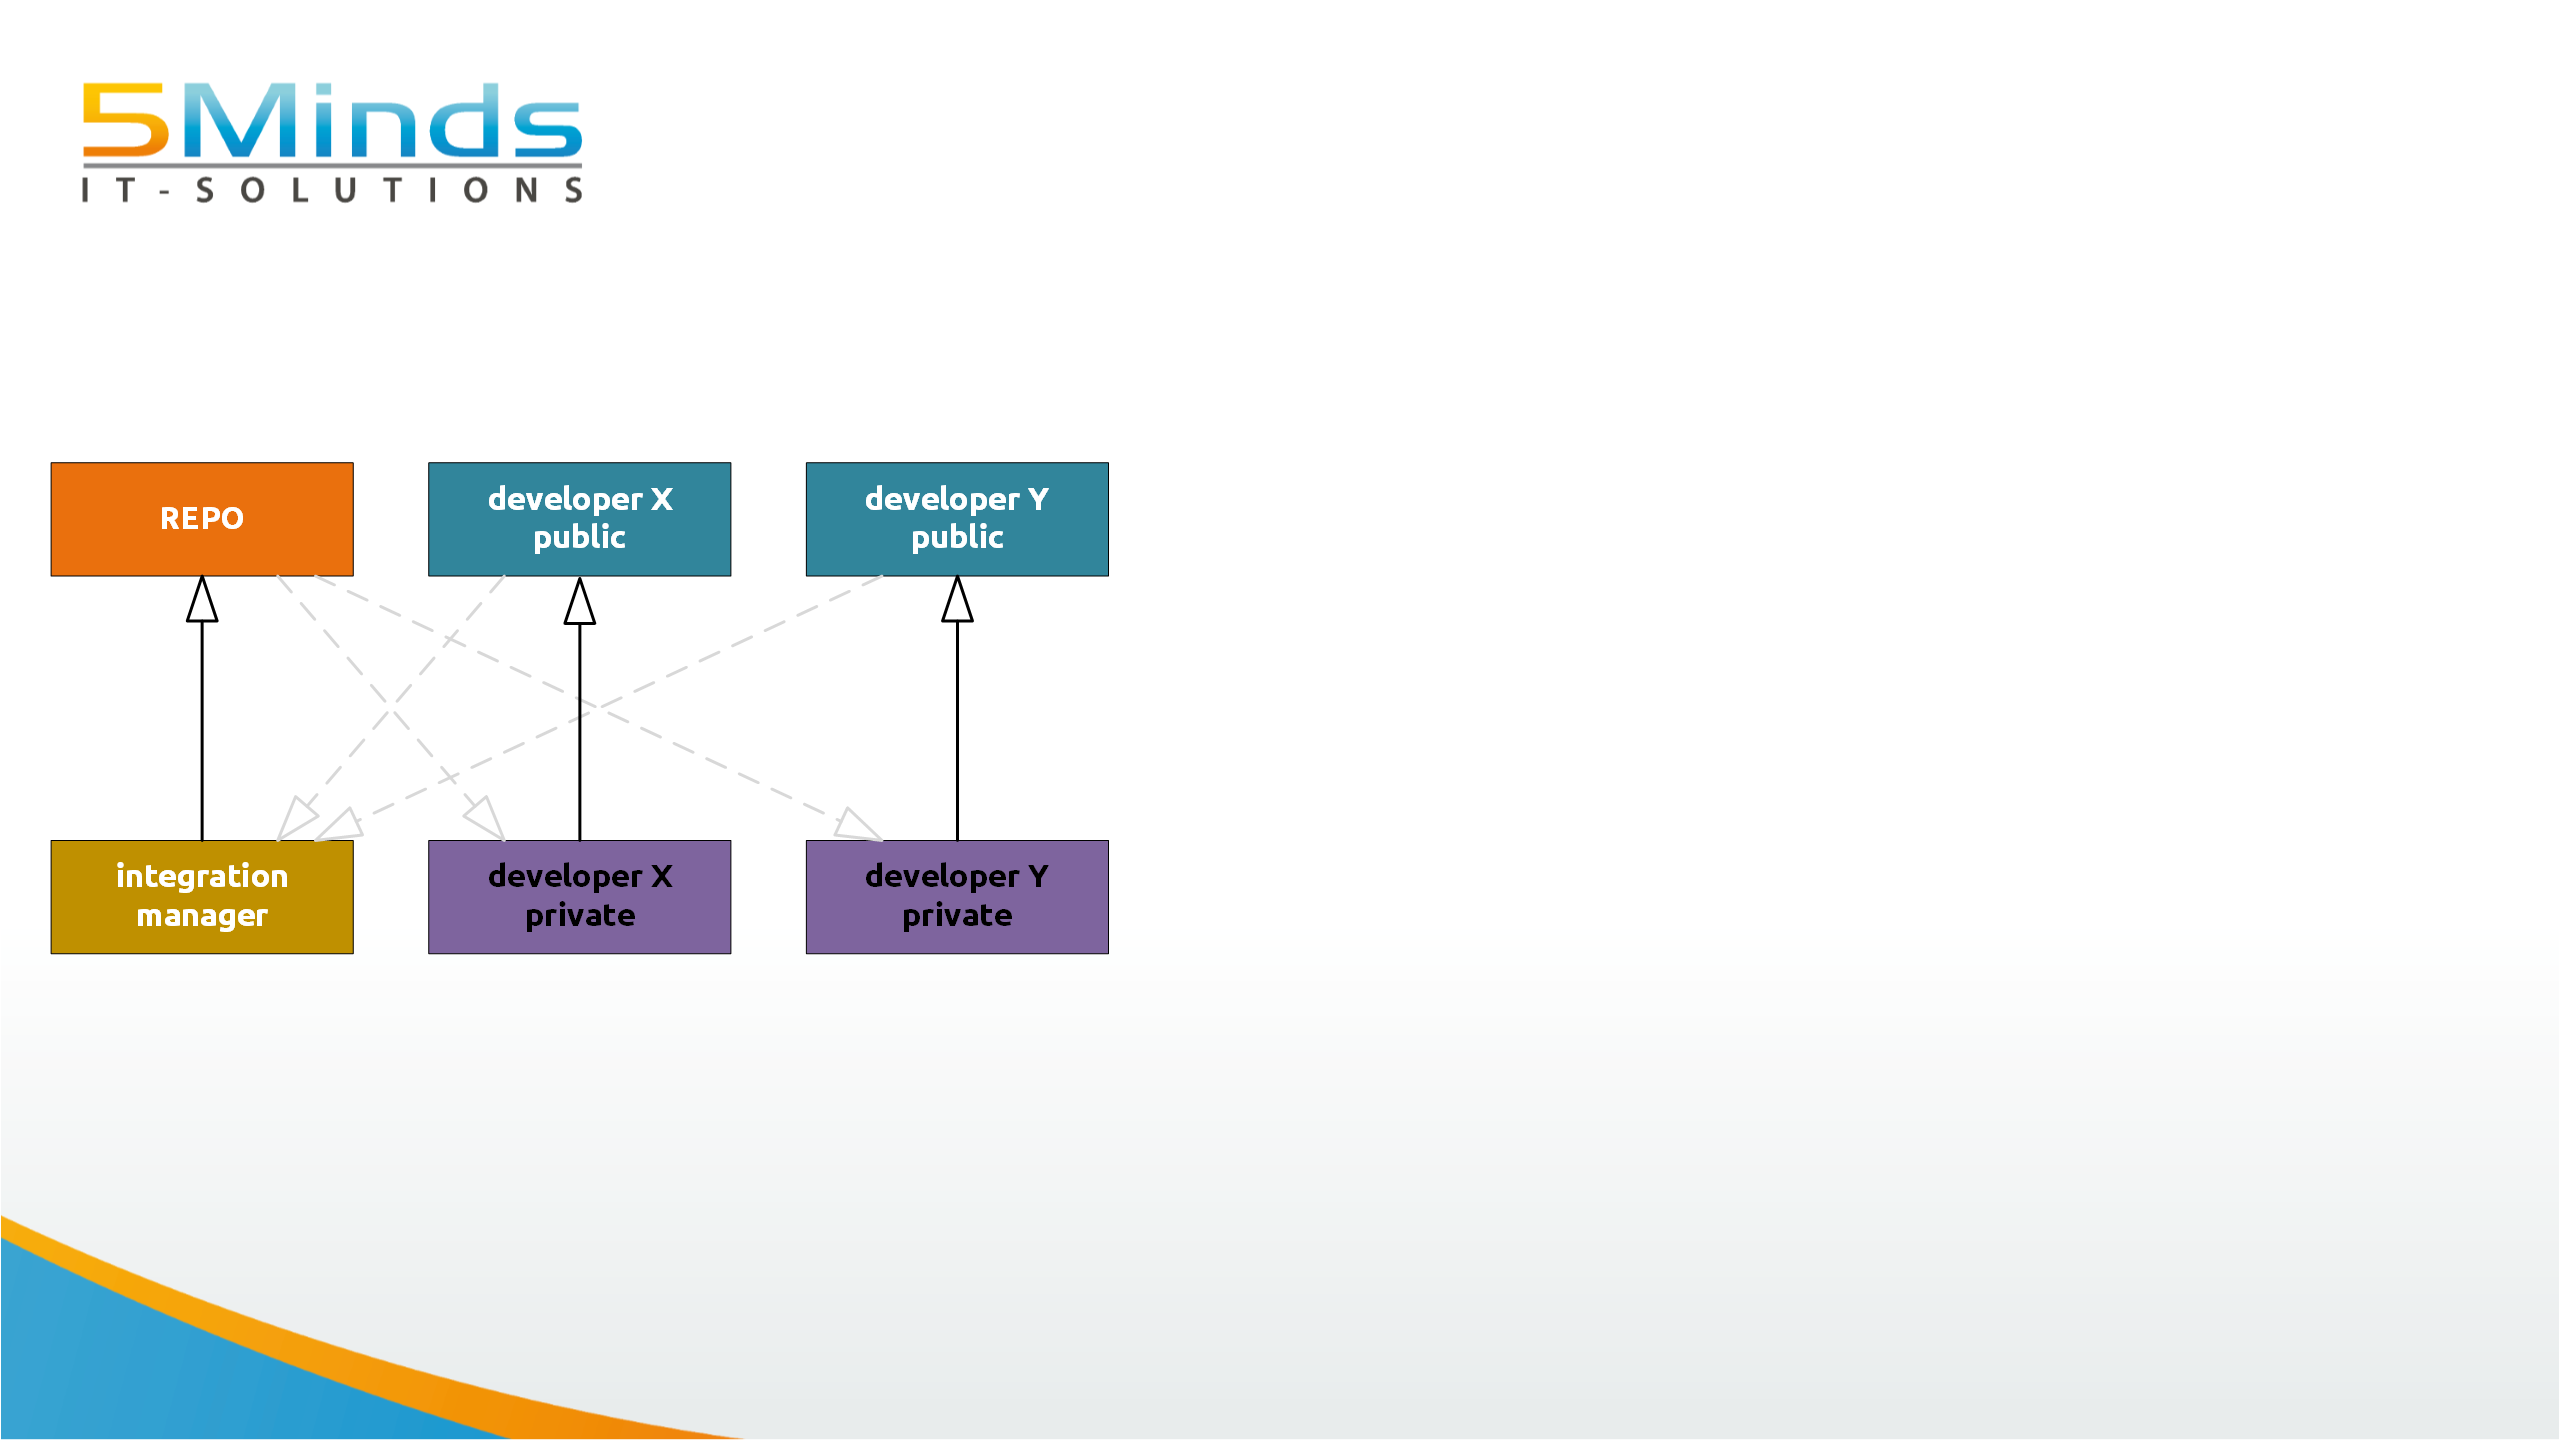 5Minds
IT-SOLUTIONS
REPO
developer X
public
developer Y
public
integration
manager
developer X
private
developer Y
private